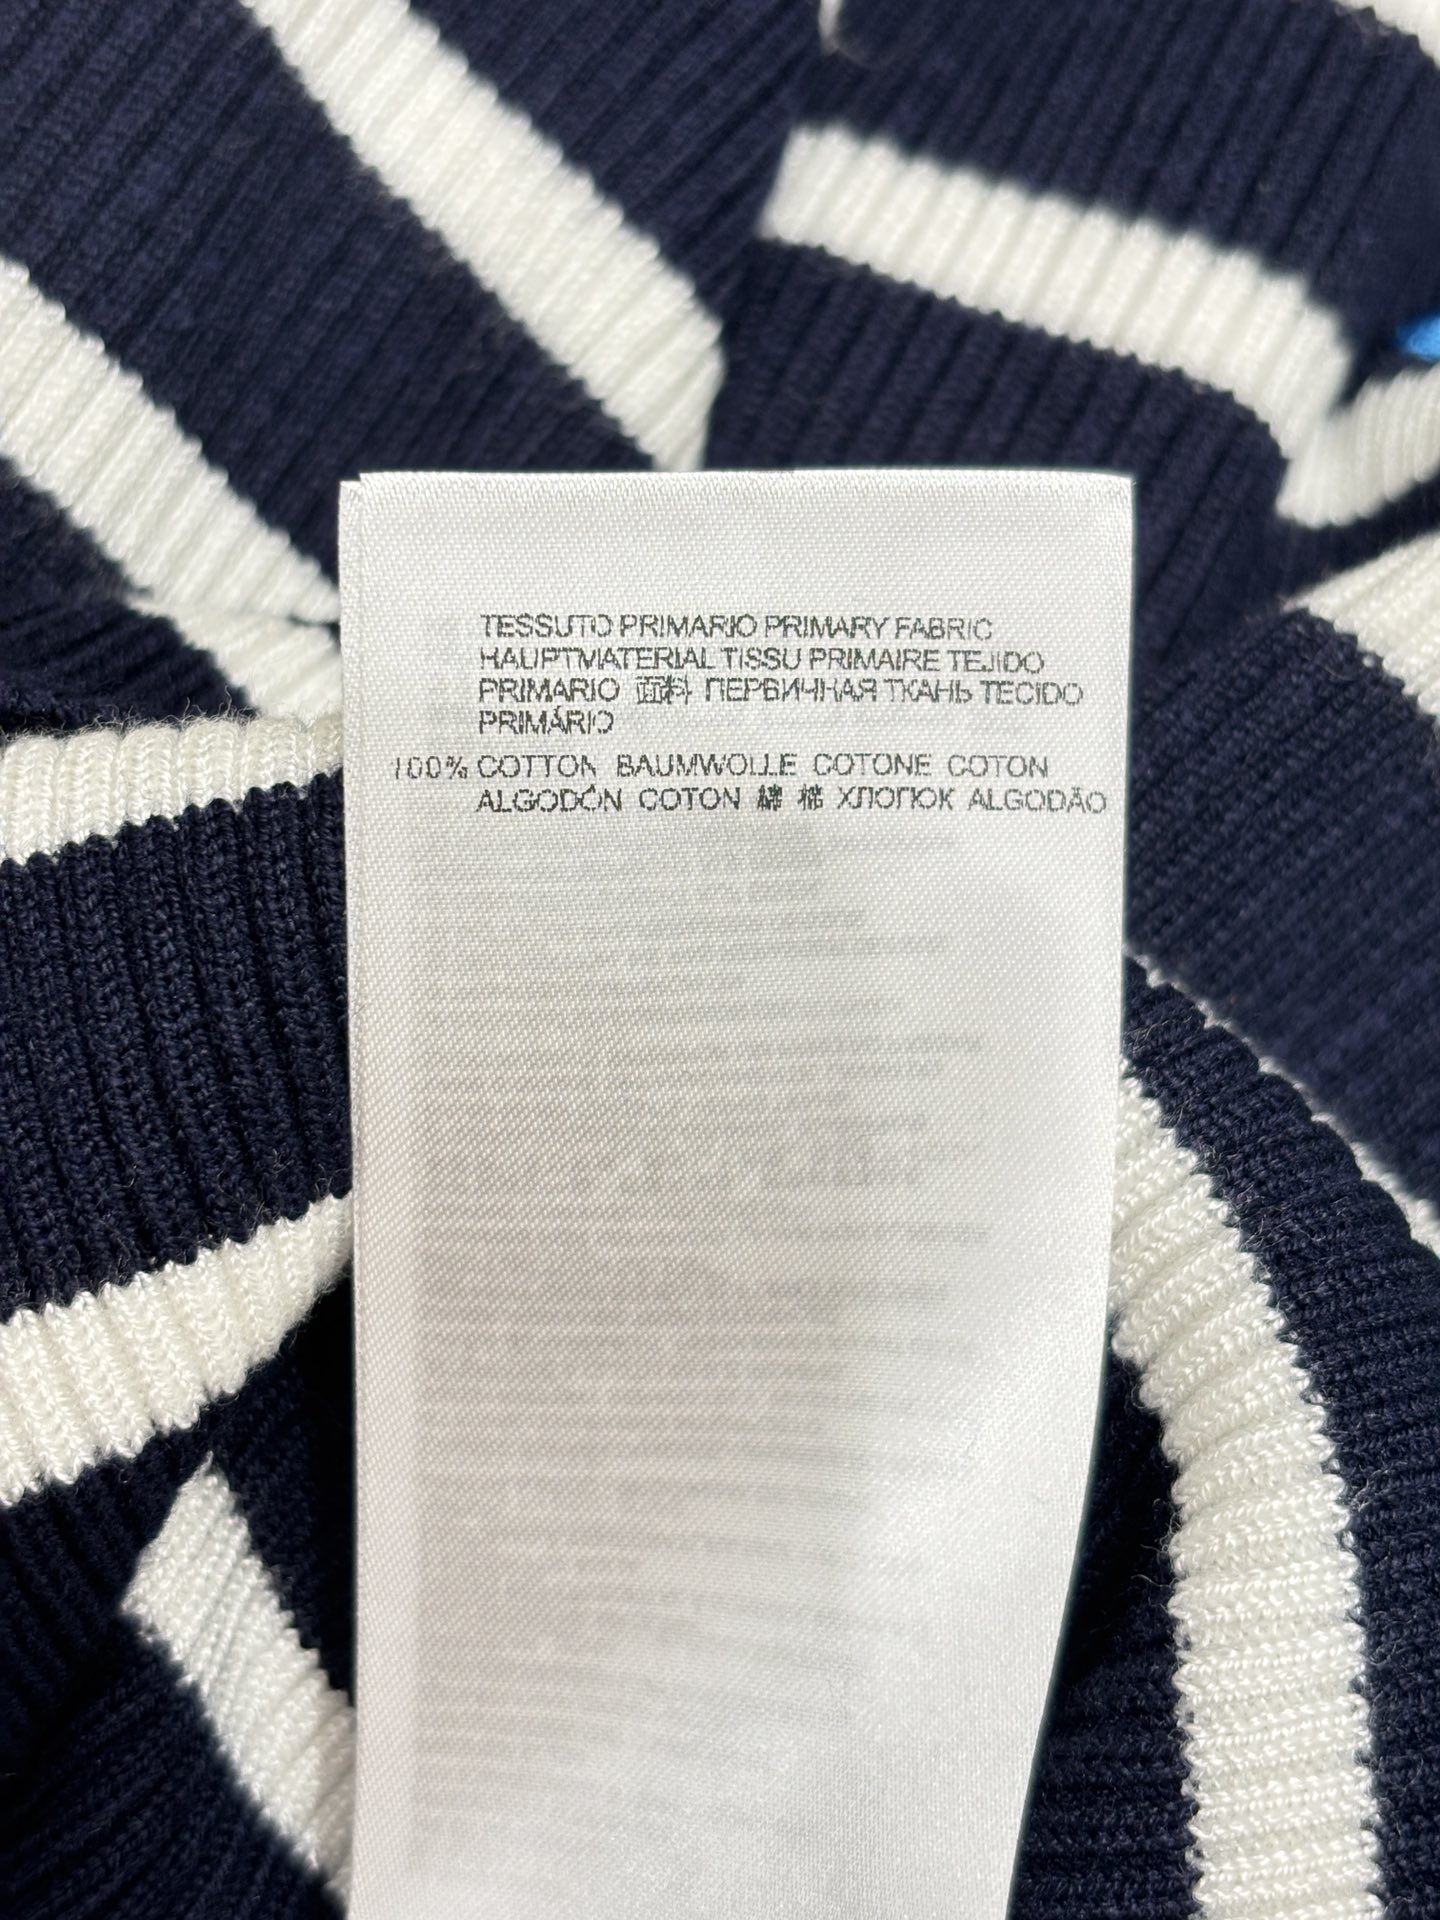 TESSUTO PRIMARIO PRIMARY FABRIC
HAUPTMATERIAL TISSU PRIMAIRE TEJIDO
PRIMARIO 面料 ПЕРВИЧНАЯ ТКАНЬ TECIDO
PRIMÁRIO
100% COTTON BAUMWOLLE COTONE COTON
ALGODÓN COTON 綿 棉 ХЛОПОК ALGODÃO